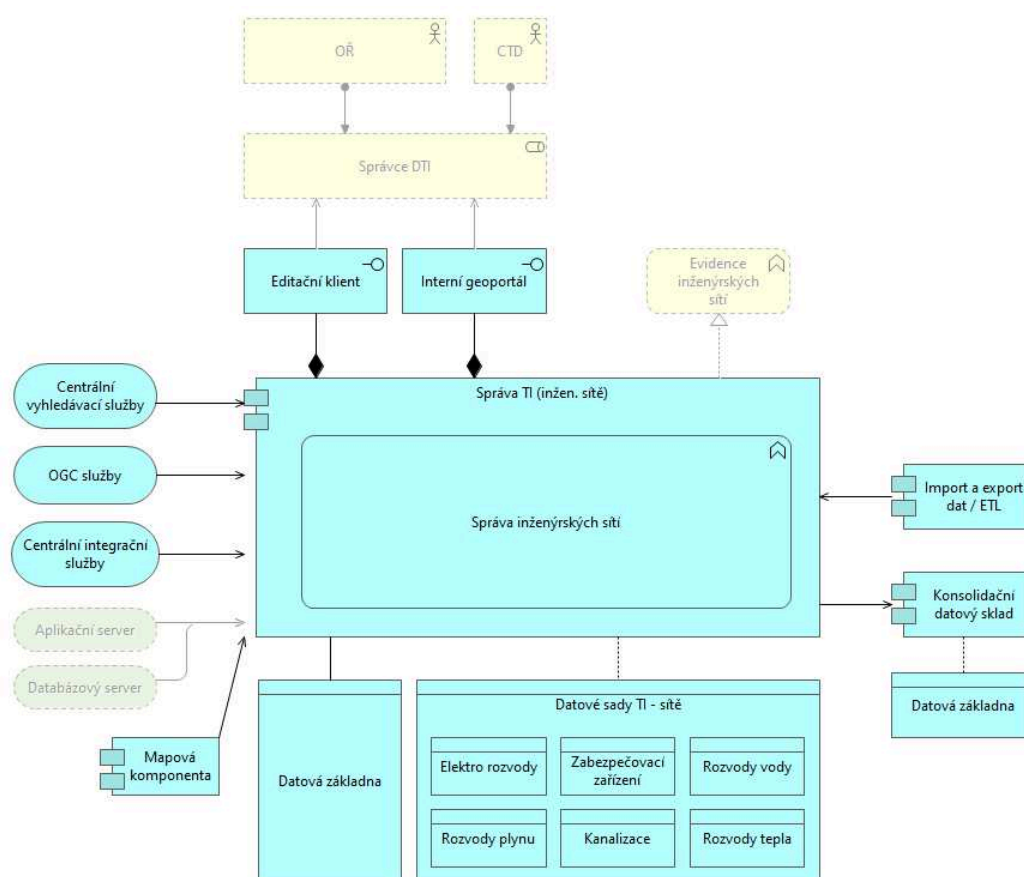 OŘ
CTD
Správce DTI
Editační klient
Interní geoportál
Evidence
inženýrských
sítí
Správa TI (inžen. sítě)
Centrální
vyhledávací služby
OGC služby
Správa inženýrských sítí
Import a export
dat / ETL
Centrální integrační
služby
Konsolidační
datový sklad
Aplikační server
Databázový server
Datová základna
Datové sady TI - sítě
Mapová
komponenta
Datová základna
Elektro rozvody
Zabezpečovací
zařízení
Rozvody vody
Rozvody plynu
Kanalizace
Rozvody tepla